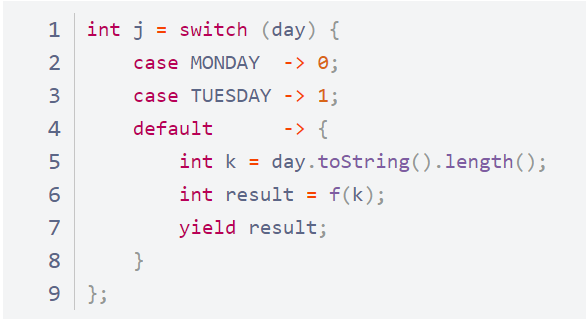 1 int j = switch (day) {
2     case MONDAY  -> 0;
3     case TUESDAY -> 1;
4     default      -> {
5         int k = day.toString().length();
6         int result = f(k);
7         yield result;
8     }
9 };